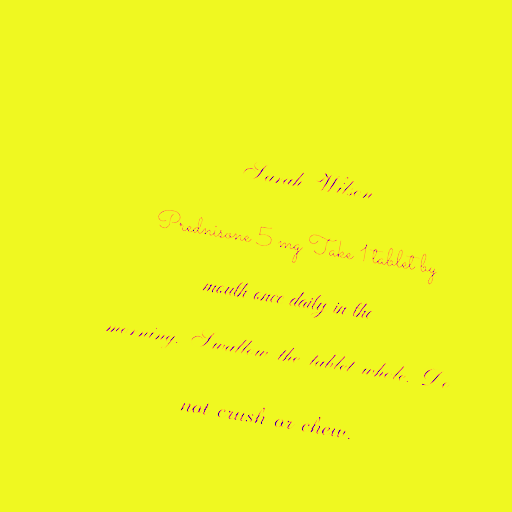 Sarah Wilson
Prednisone 5 mg Take 1 tablet by
mouth once daily in the
morning. Swallow the tablet whole. Do
not crush or chew.